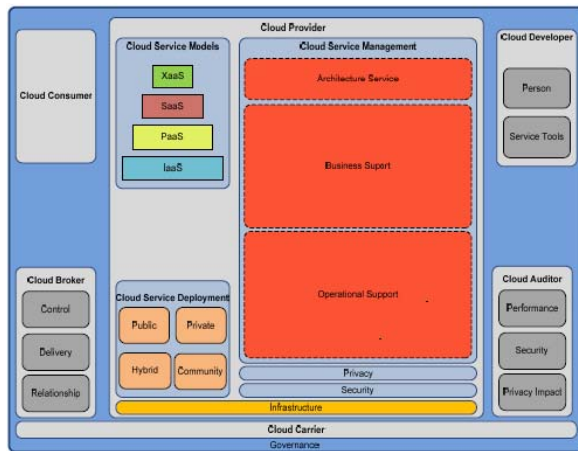 Cloud Provider
Cloud Consumer
Cloud Service Models
XaaS
SaaS
PaaS
IaaS
Cloud Service Management
Architecture Service
Business Suport
Operational Support
Cloud Developer
Person
Service Tools
Cloud Broker
Control
Delivery
Relationship
Cloud Service Deployment
Public
Private
Hybrid
Community
Privacy
Security
Infrastructure
Cloud Auditor
Performance
Security
Privacy Impact
Cloud Carrier
Governance